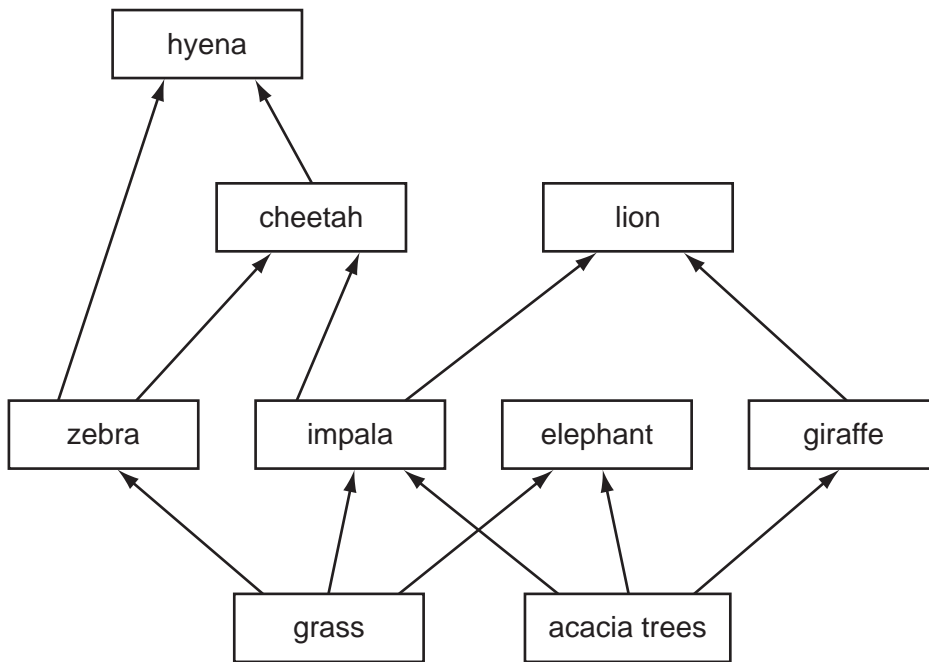 hyena
cheetah
lion
zebra
impala
elephant
giraffe
grass
acacia trees